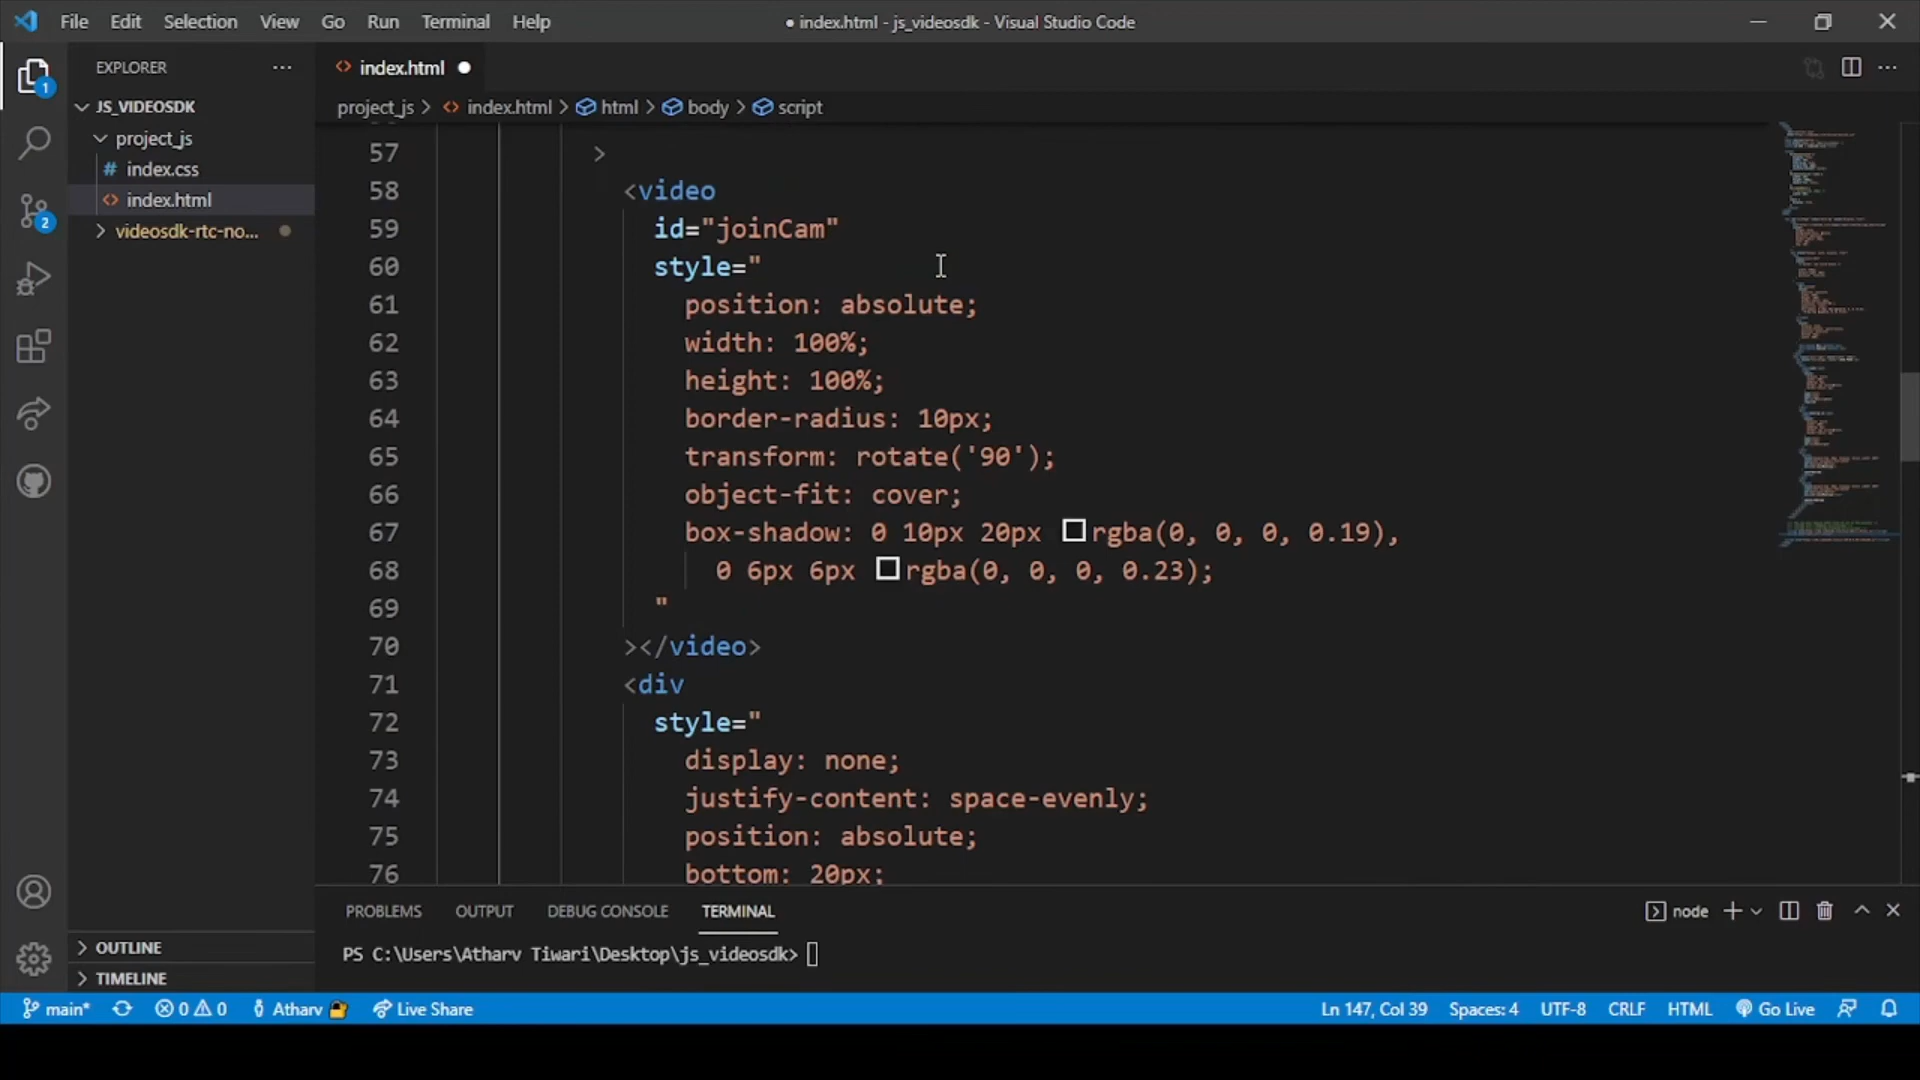 File Edit Selection View Go Run Terminal Help
● index.html - js_videosdk - Visual Studio Code
EXPLORER
index.html
JS_VIDEOSDK
project_js
index.css
index.html
videosdk-rtc-no...
1
2
project_js > index.html > html > body > script
57 >
58 <video
59 id="joinCam"
60 style="
61 position: absolute;
62 width: 100%;
63 height: 100%;
64 border-radius: 10px;
65 transform: rotate('90');
66 object-fit: cover;
67 box-shadow: 0 10px 20px rgba(0, 0, 0, 0.19),
68 0 6px 6px rgba(0, 0, 0, 0.23);
69 "
70 ></video>
71 <div
72 style="
73 display: none;
74 justify-content: space-evenly;
75 position: absolute;
76 bottom: 20px;
PROBLEMS OUTPUT DEBUG CONSOLE TERMINAL
node
PS C:\Users\Atharv Tiwari\Desktop\js_videosdk>
OUTLINE
TIMELINE
main* 0 0 Atharv Live Share
Ln 147, Col 39 Spaces: 4 UTF-8 CRLF HTML Go Live